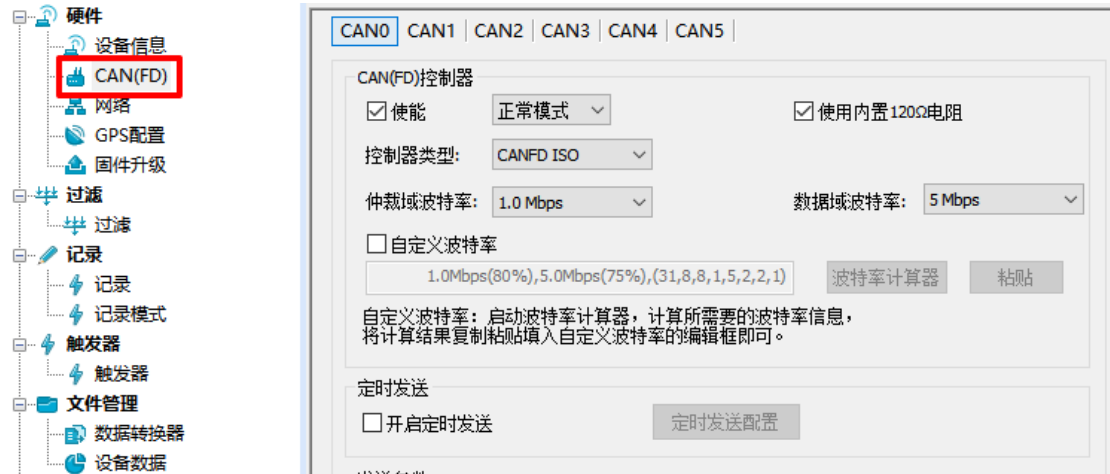 硬件
设备信息
CAN(FD)
网络
GPS配置
固件升级
过滤
过滤
记录
记录
记录模式
触发器
触发器
文件管理
数据转换器
设备数据
CAN0 CAN1 CAN2 CAN3 CAN4 CAN5
CAN(FD)控制器
使能 正常模式 使用内置120Ω电阻
控制器类型: CANFD ISO
仲裁域波特率: 1.0 Mbps 数据域波特率: 5 Mbps
自定义波特率
1.0Mbps(80%),5.0Mbps(75%),(31,8,8,1,5,2,2,1) 波特率计算器 粘贴
自定义波特率：启动波特率计算器，计算所需要的波特率信息，
将计算结果复制粘贴填入自定义波特率的编辑框即可。
定时发送
开启定时发送 定时发送配置